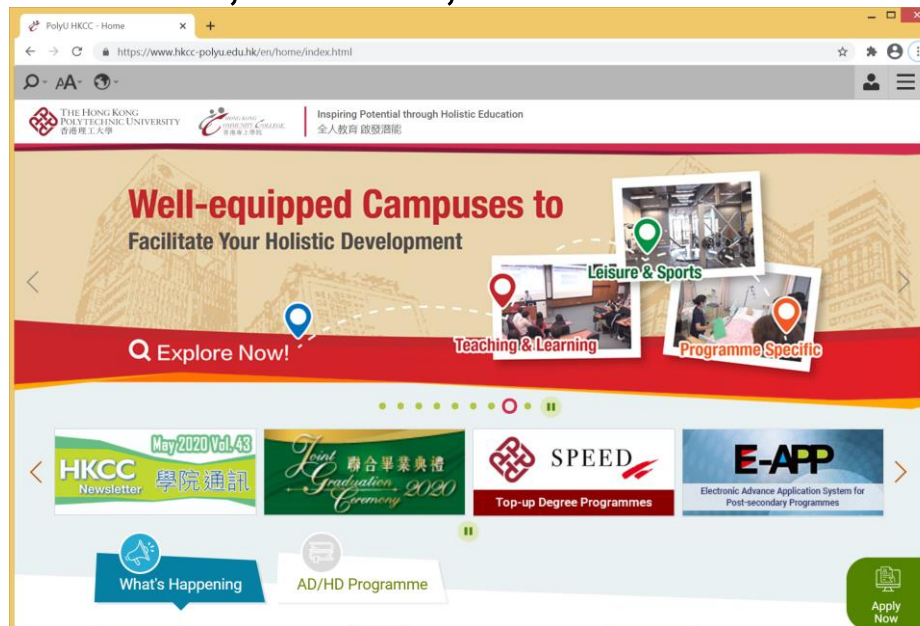 PolyU HKCC - Home
https://www.hkcc-polyu.edu.hk/en/home/index.html
AA
THE HONG KONG
POLYTECHNIC UNIVERSITY
香港理工大學
HONG KONG
COMMUNITY COLLEGE
香港專上學院
Inspiring Potential through Holistic Education
全人教育 啟發潛能
Well-equipped Campuses to
Facilitate Your Holistic Development
Leisure & Sports
Teaching & Learning
Programme Specific
Explore Now!
May 2020 Vol. 43
HKCC
Newsletter
學院通訊
Joint
聯合畢業典禮
Graduation
Ceremony
2020
SPEED
Top-up Degree Programmes
E-APP
Electronic Advance Application System for
Post-secondary Programmes
What's Happening
AD/HD Programme
Apply
Now